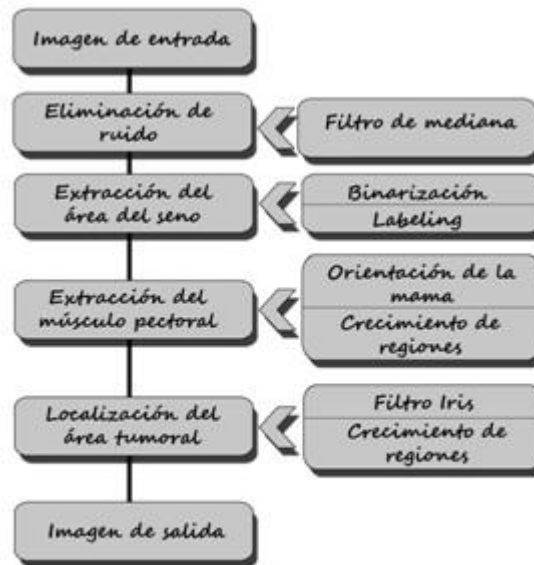 Imagen de entrada
Eliminación de
ruido
Filtro de mediana
Extracción del
área del seno
Binarización
Labeling
Extracción del
músculo pectoral
Orientación de la
mama
Crecimiento de
regiones
Localización del
área tumoral
Filtro Iris
Crecimiento de
regiones
Imagen de salida